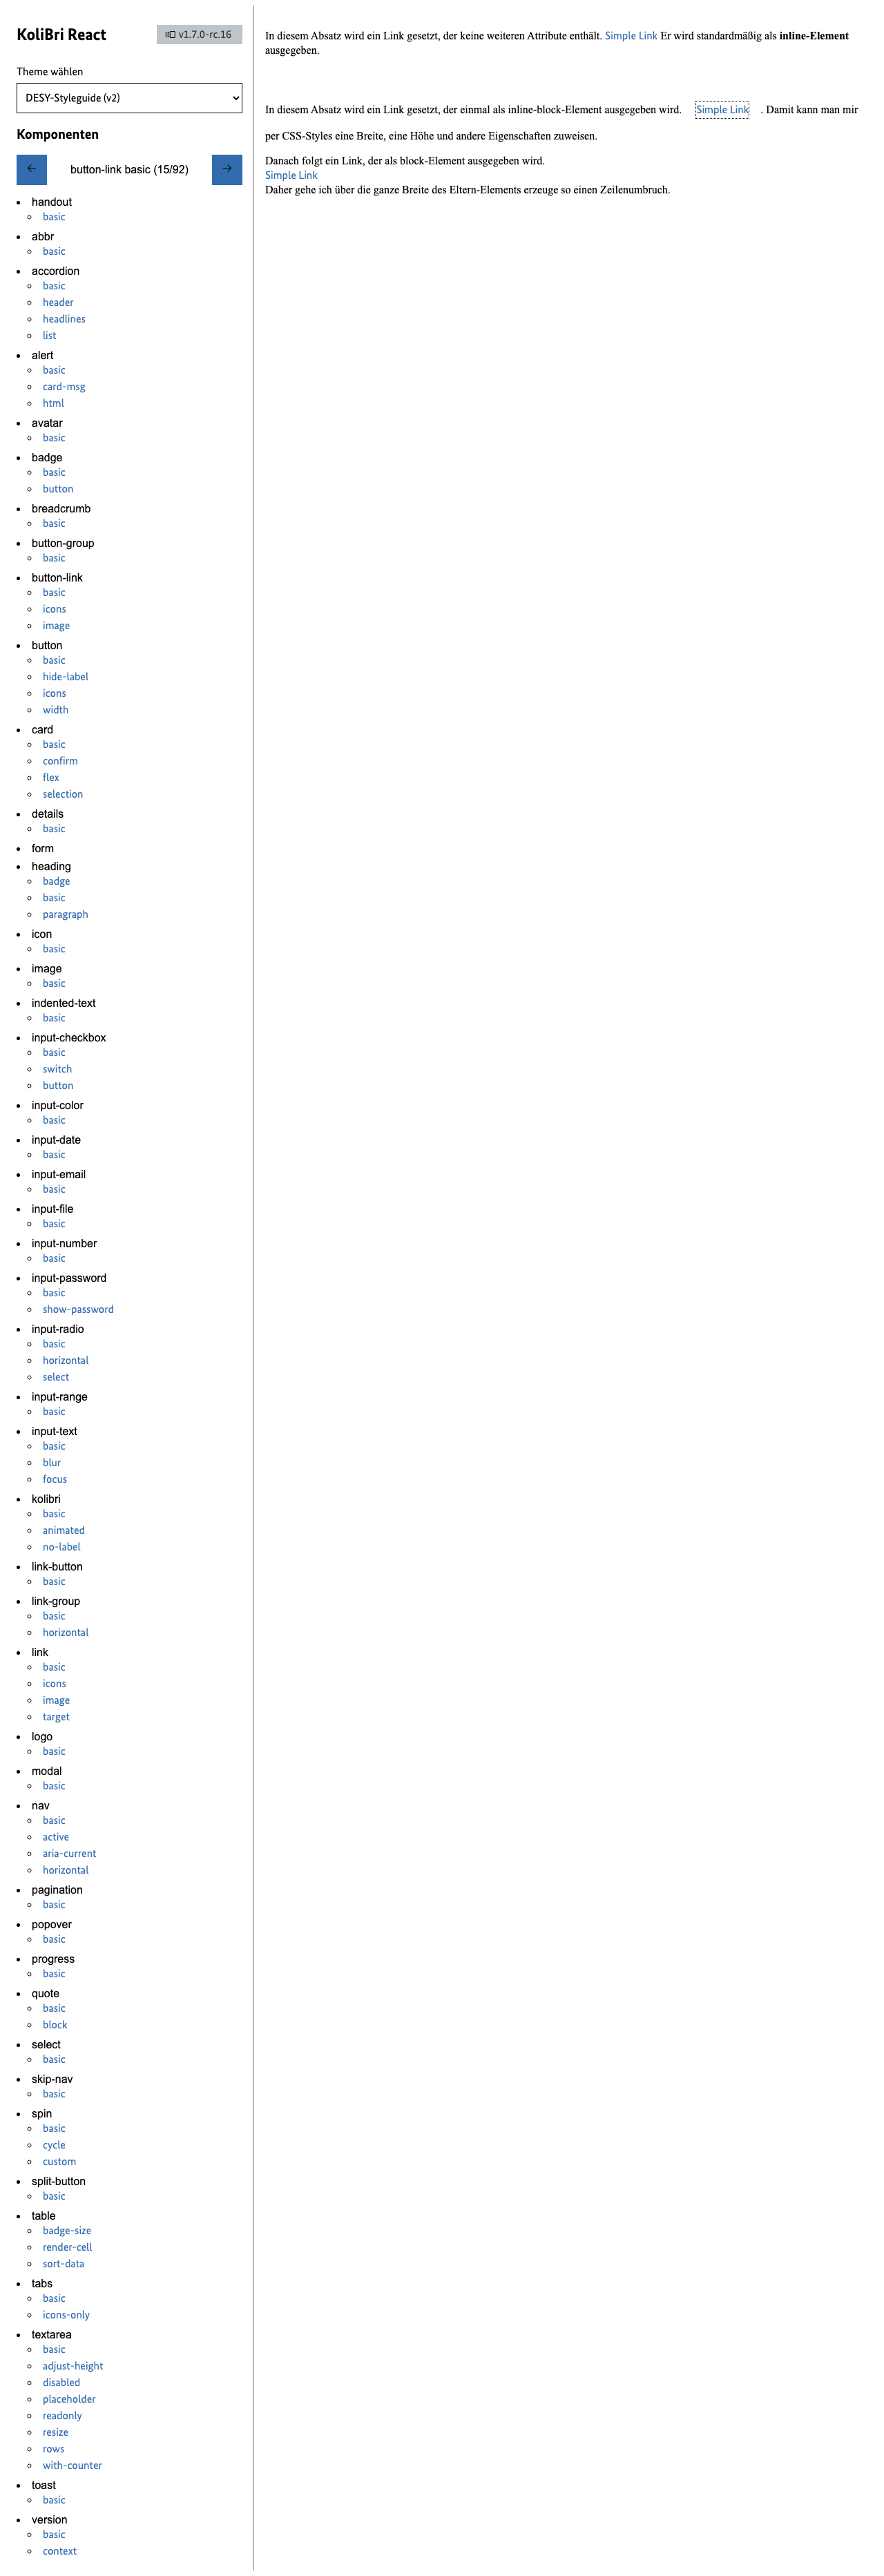 KoliBri React
v1.7.0-rc.16
Theme wählen
DESY-Styleguide (v2)
Komponenten
← button-link basic (15/92) →
handout
basic
abbr
basic
accordion
basic
header
headlines
list
alert
basic
card-msg
html
avatar
basic
badge
basic
button
breadcrumb
basic
button-group
basic
button-link
basic
icons
image
button
basic
hide-label
icons
width
card
basic
confirm
flex
selection
details
basic
form
heading
badge
basic
paragraph
icon
basic
image
basic
indented-text
basic
input-checkbox
basic
switch
button
input-color
basic
input-date
basic
input-email
basic
input-file
basic
input-number
basic
input-password
basic
show-password
input-radio
basic
horizontal
select
input-range
basic
input-text
basic
blur
focus
kolibri
basic
animated
no-label
link-button
basic
link-group
basic
horizontal
link
basic
icons
image
target
logo
basic
modal
basic
nav
basic
active
aria-current
horizontal
pagination
basic
popover
basic
progress
basic
quote
basic
block
select
basic
skip-nav
basic
spin
basic
cycle
custom
split-button
basic
table
badge-size
render-cell
sort-data
tabs
basic
icons-only
textarea
basic
adjust-height
disabled
placeholder
readonly
resize
rows
with-counter
toast
basic
version
basic
context
In diesem Absatz wird ein Link gesetzt, der keine weiteren Attribute enthält. Simple Link Er wird standardmäßig als inline-Element
ausgegeben.
In diesem Absatz wird ein Link gesetzt, der einmal als inline-block-Element ausgegeben wird. Simple Link . Damit kann man mir
per CSS-Styles eine Breite, eine Höhe und andere Eigenschaften zuweisen.
Danach folgt ein Link, der als block-Element ausgegeben wird.
Simple Link
Daher gehe ich über die ganze Breite des Eltern-Elements erzeuge so einen Zeilenumbruch.